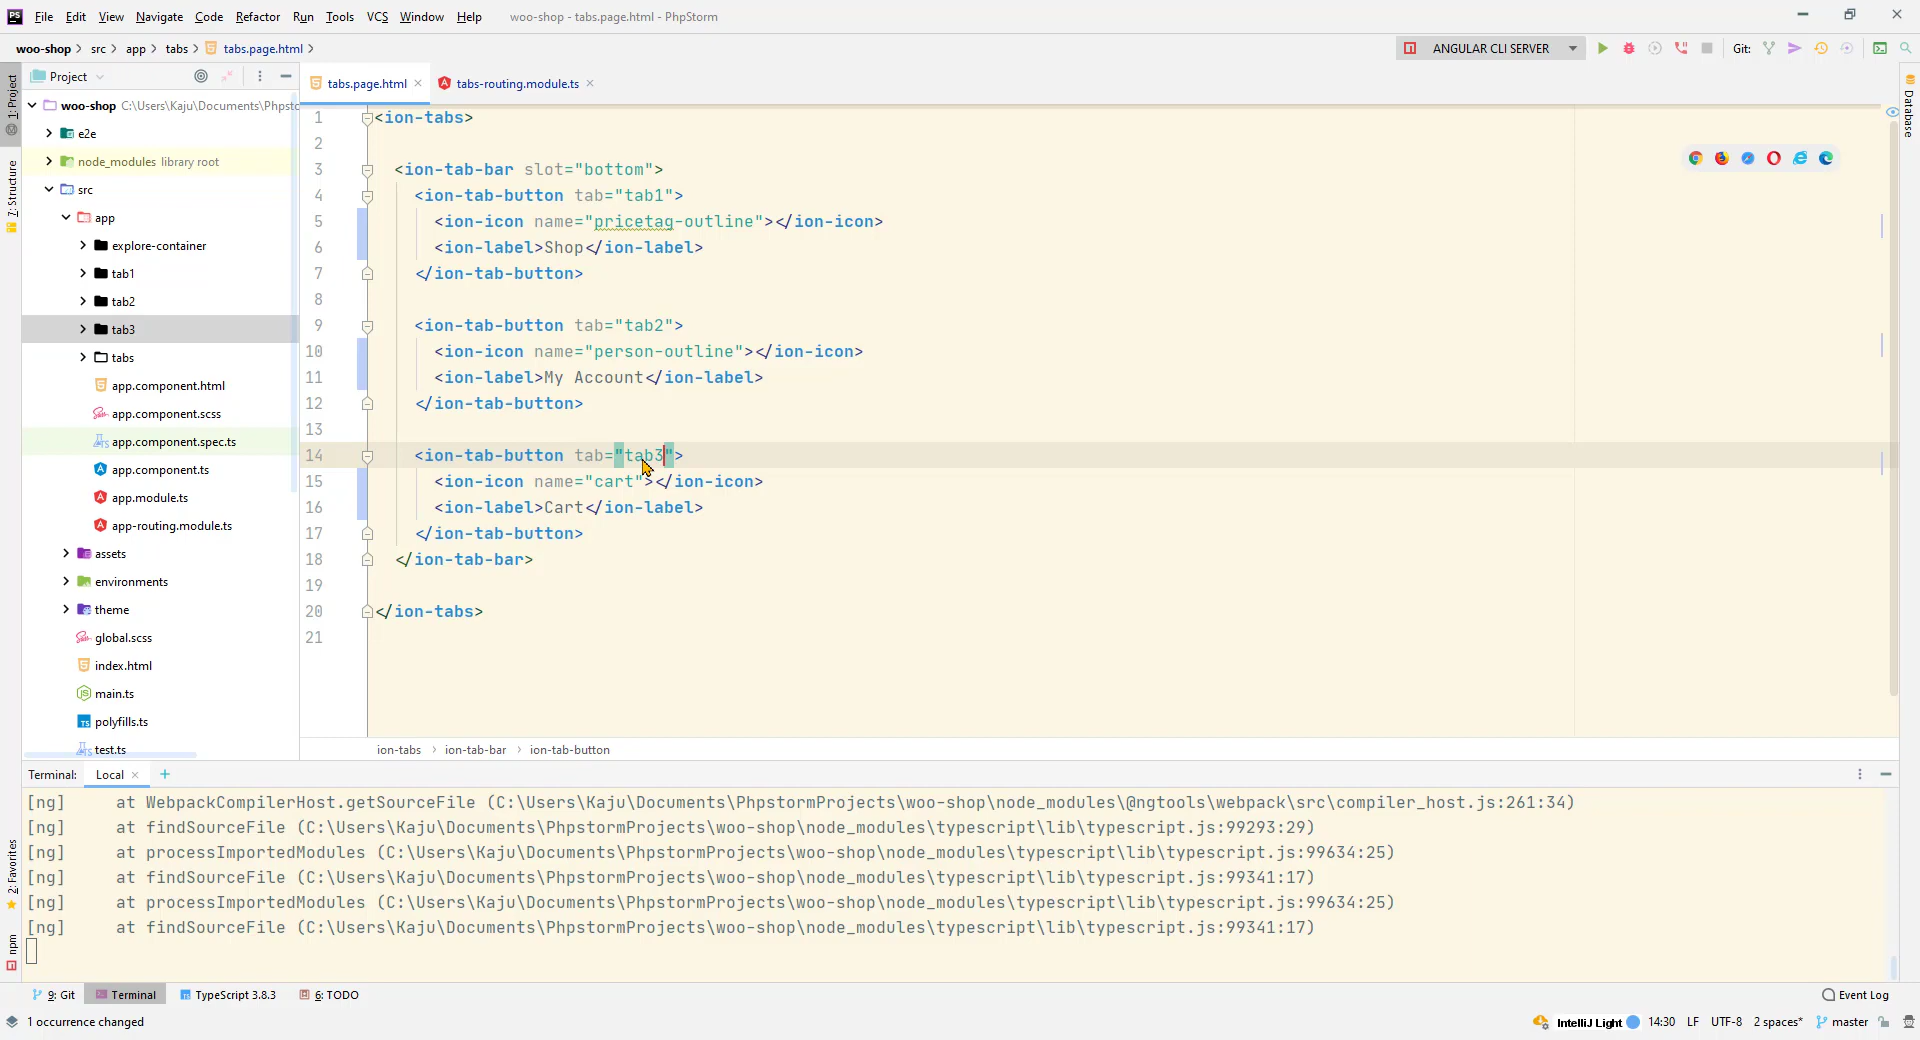 PS File Edit View Navigate Code Refactor Run Tools VCS Window Help woo-shop - tabs.page.html - PhpStorm
woo-shop src app tabs tabs.page.html ANGULAR CLI SERVER Git:
1: Project
7: Structure
2: Favorites
npm
Project
woo-shop C:\Users\Kaju\Documents\Phpsto
e2e
node_modules library root
src
app
explore-container
tab1
tab2
tab3
tabs
app.component.html
app.component.scss
app.component.spec.ts
app.component.ts
app.module.ts
app-routing.module.ts
assets
environments
theme
global.scss
index.html
main.ts
polyfills.ts
test.ts
tabs.page.html tabs-routing.module.ts
1 <ion-tabs>
2
3 <ion-tab-bar slot="bottom">
4 <ion-tab-button tab="tab1">
5 <ion-icon name="pricetag-outline"></ion-icon>
6 <ion-label>Shop</ion-label>
7 </ion-tab-button>
8
9 <ion-tab-button tab="tab2">
10 <ion-icon name="person-outline"></ion-icon>
11 <ion-label>My Account</ion-label>
12 </ion-tab-button>
13
14 <ion-tab-button tab="tab3">
15 <ion-icon name="cart"></ion-icon>
16 <ion-label>Cart</ion-label>
17 </ion-tab-button>
18 </ion-tab-bar>
19
20 </ion-tabs>
21
ion-tabs ion-tab-bar ion-tab-button
Database
Terminal: Local
[ng] at WebpackCompilerHost.getSourceFile (C:\Users\Kaju\Documents\PhpstormProjects\woo-shop\node_modules\@ngtools\webpack\src\compiler_host.js:261:34)
[ng] at findSourceFile (C:\Users\Kaju\Documents\PhpstormProjects\woo-shop\node_modules\typescript\lib\typescript.js:99293:29)
[ng] at processImportedModules (C:\Users\Kaju\Documents\PhpstormProjects\woo-shop\node_modules\typescript\lib\typescript.js:99634:25)
[ng] at findSourceFile (C:\Users\Kaju\Documents\PhpstormProjects\woo-shop\node_modules\typescript\lib\typescript.js:99341:17)
[ng] at processImportedModules (C:\Users\Kaju\Documents\PhpstormProjects\woo-shop\node_modules\typescript\lib\typescript.js:99634:25)
[ng] at findSourceFile (C:\Users\Kaju\Documents\PhpstormProjects\woo-shop\node_modules\typescript\lib\typescript.js:99341:17)
9: Git Terminal TypeScript 3.8.3 6: TODO Event Log
1 occurrence changed IntelliJ Light 14:30 LF UTF-8 2 spaces* master